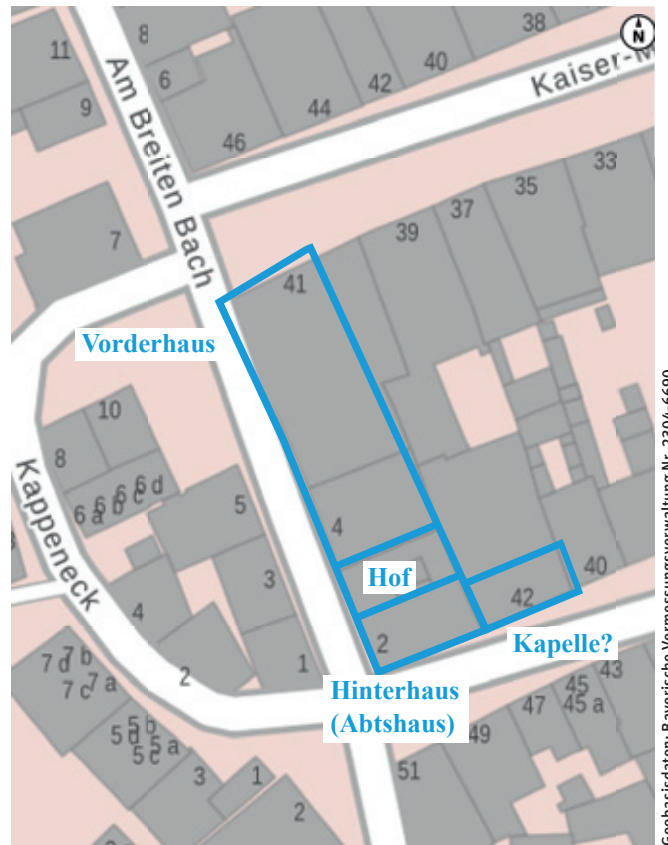 38
N
11
8
6
40
42
Kaiser-M
9
44
46
Am Breiten Bach
33
35
37
39
7
41
Vorderhaus
10
8
6 a 6 b 6 c 6 d
5
4
Kappeneck
3
Hof
40
42
4
2
2
1
Kapelle?
Hinterhaus
(Abtshaus)
7 d 7 b
7 c 7 a
43
45
45 a
47
49
5 b
5 d 5 a
5 c
51
3
1
2
Geobasisdaten: Bayerische Vermessungsverwaltung Nr. 2304-6690